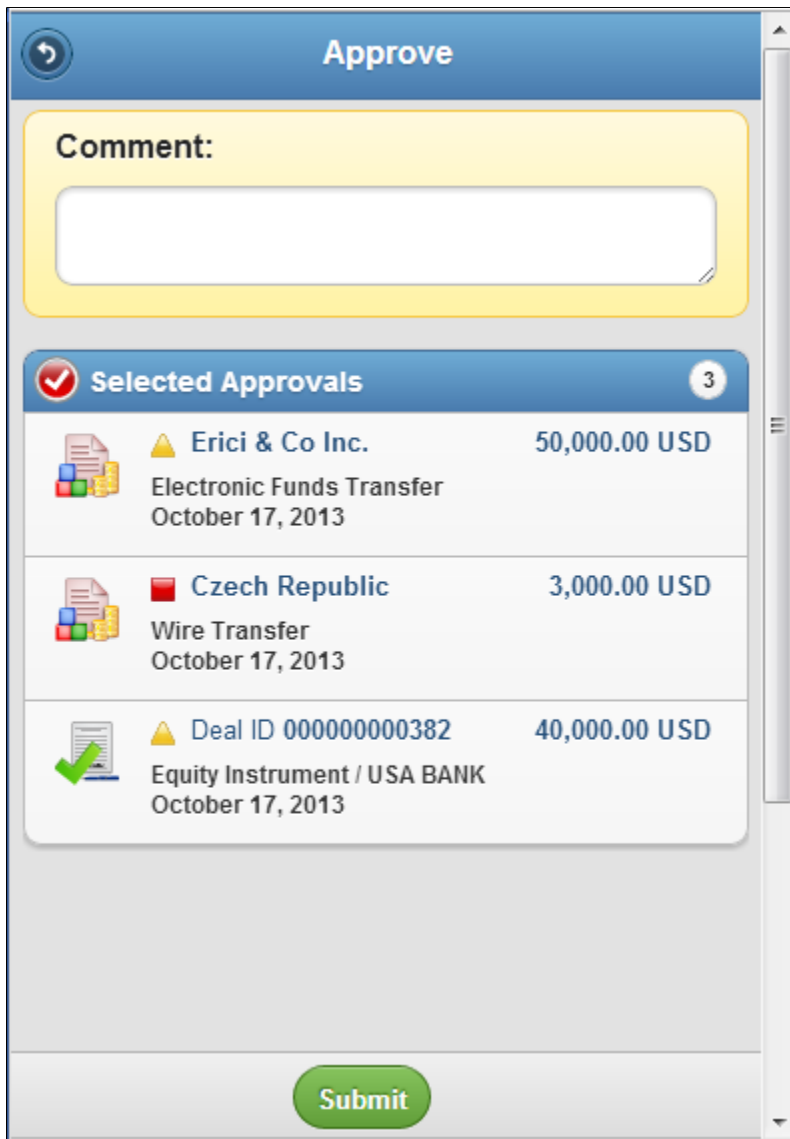 Approve
Comment:
Selected Approvals 3
Erici & Co Inc. 50,000.00 USD
Electronic Funds Transfer
October 17, 2013
Czech Republic 3,000.00 USD
Wire Transfer
October 17, 2013
Deal ID 000000000382 40,000.00 USD
Equity Instrument / USA BANK
October 17, 2013
Submit